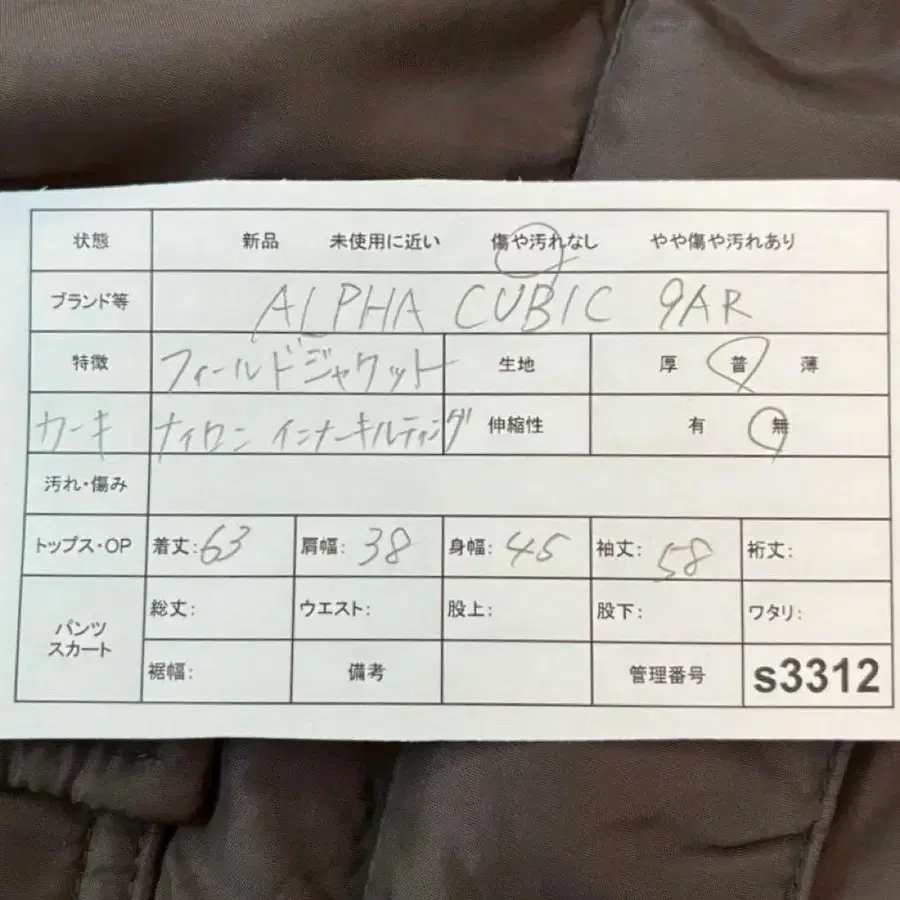 状態 新品 未使用に近い 傷や汚れなし やや傷や汚れあり
ブランド等 ALPHA CUBIC 9AR
特徴 フィールドジャケット 生地 厚 普 薄
カーキ ナイロン インナーキルティング 伸縮性 有 無
汚れ・傷み
トップス・OP 着丈:63 肩幅:38 身幅:45 袖丈:58 裄丈:
パンツ
スカート
総丈: ウエスト: 股上: 股下: ワタリ:
裾幅: 備考 管理番号 s3312